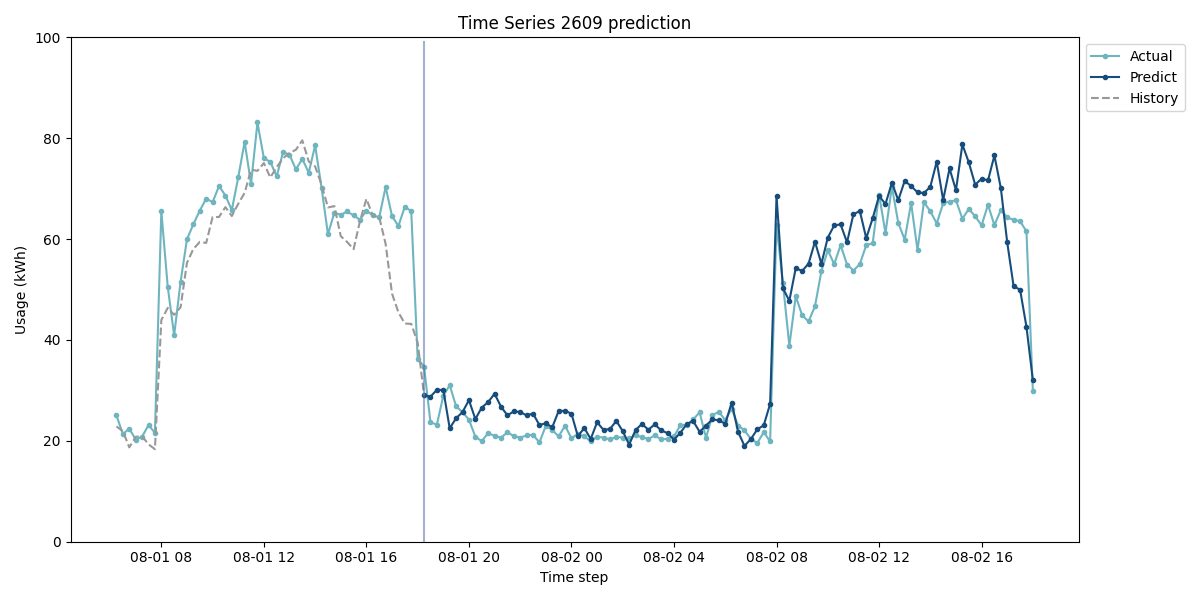 Time Series 2609 prediction
Usage (kWh)
100
80
60
40
20
0
08-01 08
08-01 12
08-01 16
08-01 20
08-02 00
08-02 04
08-02 08
08-02 12
08-02 16
Time step
Actual
Predict
History